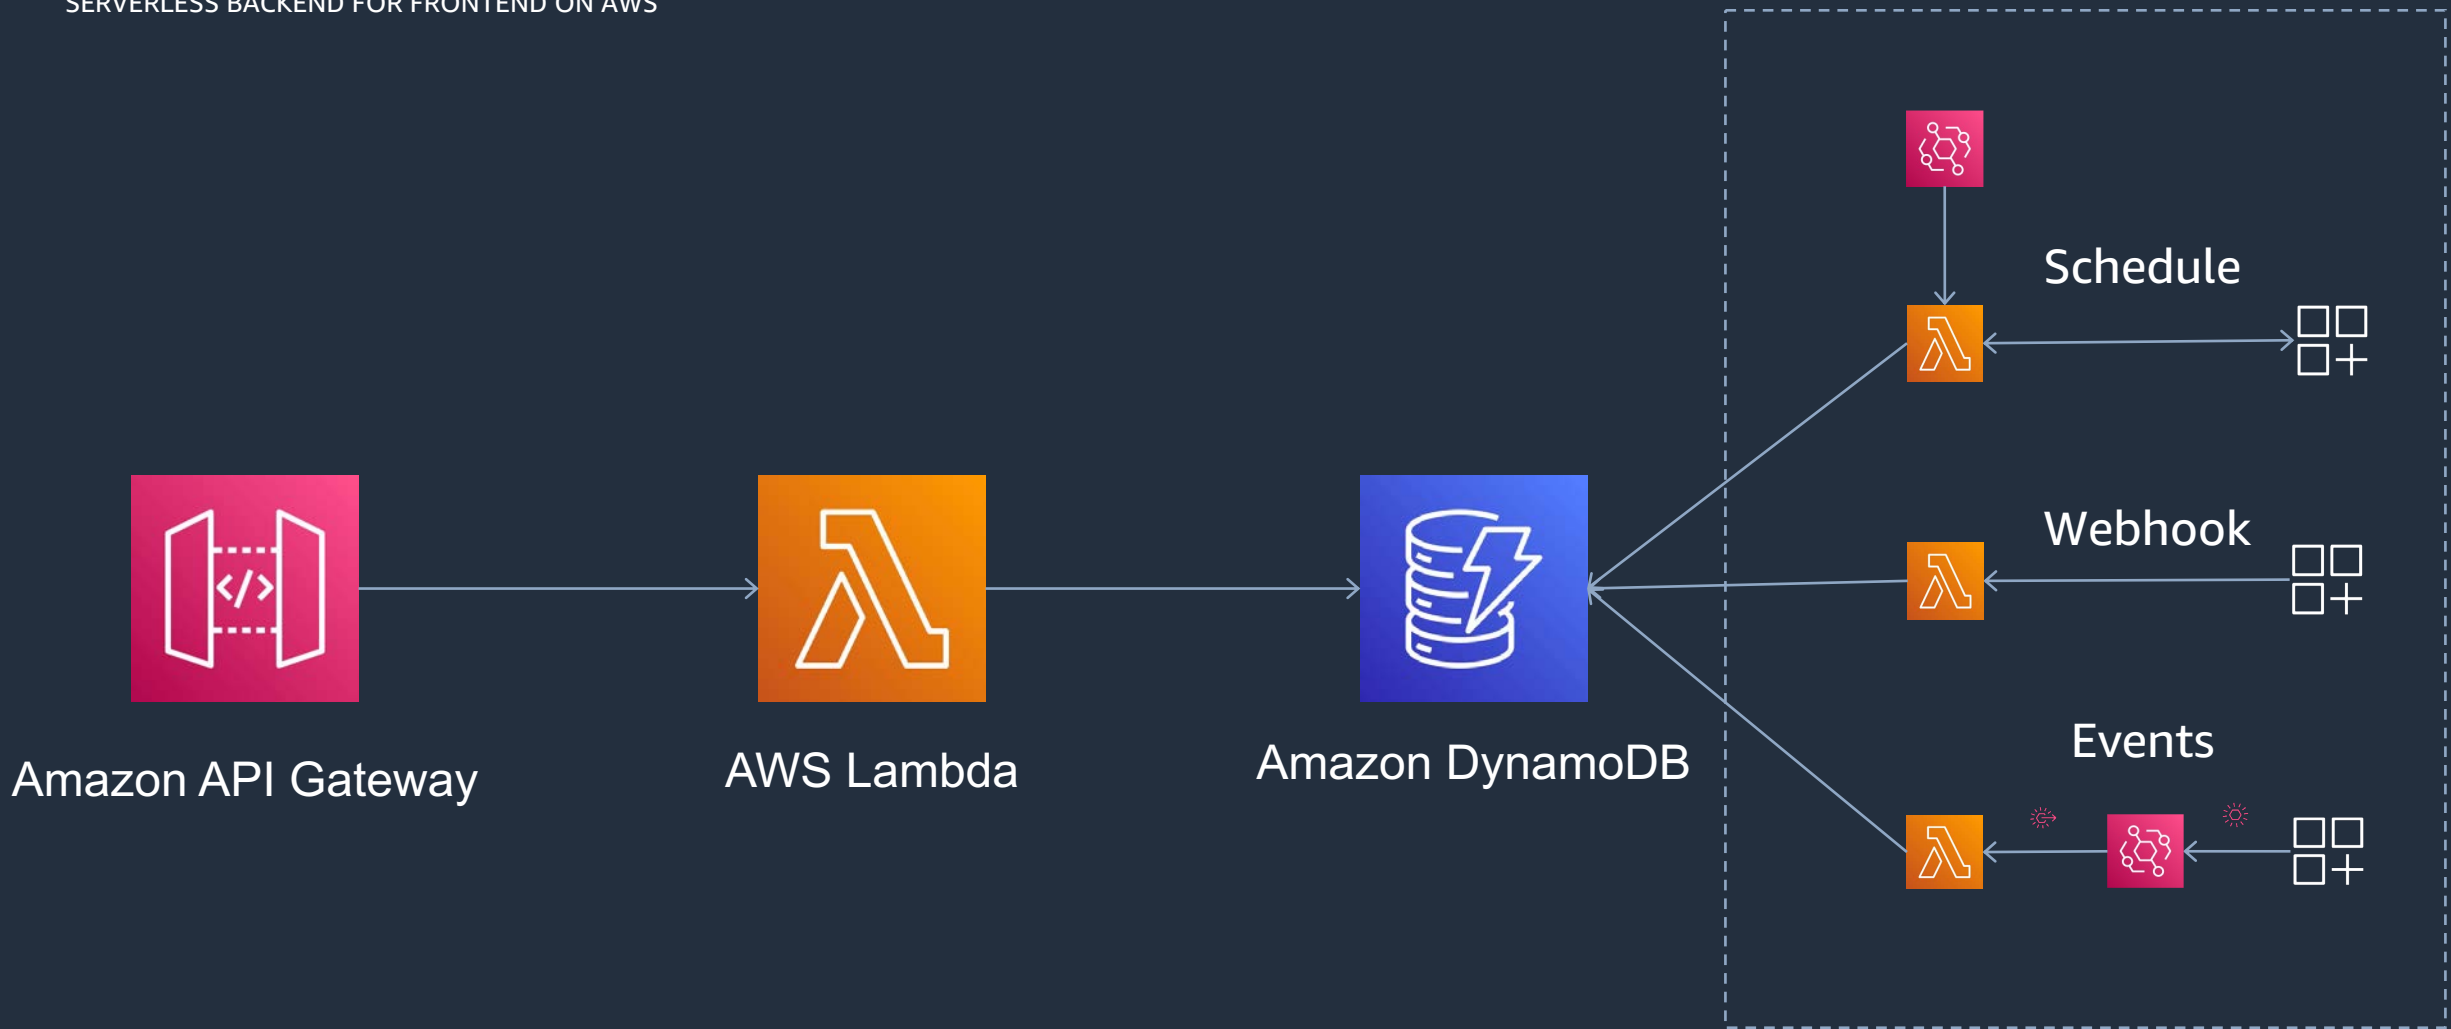 SERVERLESS BACKEND FOR FRONTEND ON AWS
Schedule
Webhook
Events
Amazon API Gateway
AWS Lambda
Amazon DynamoDB